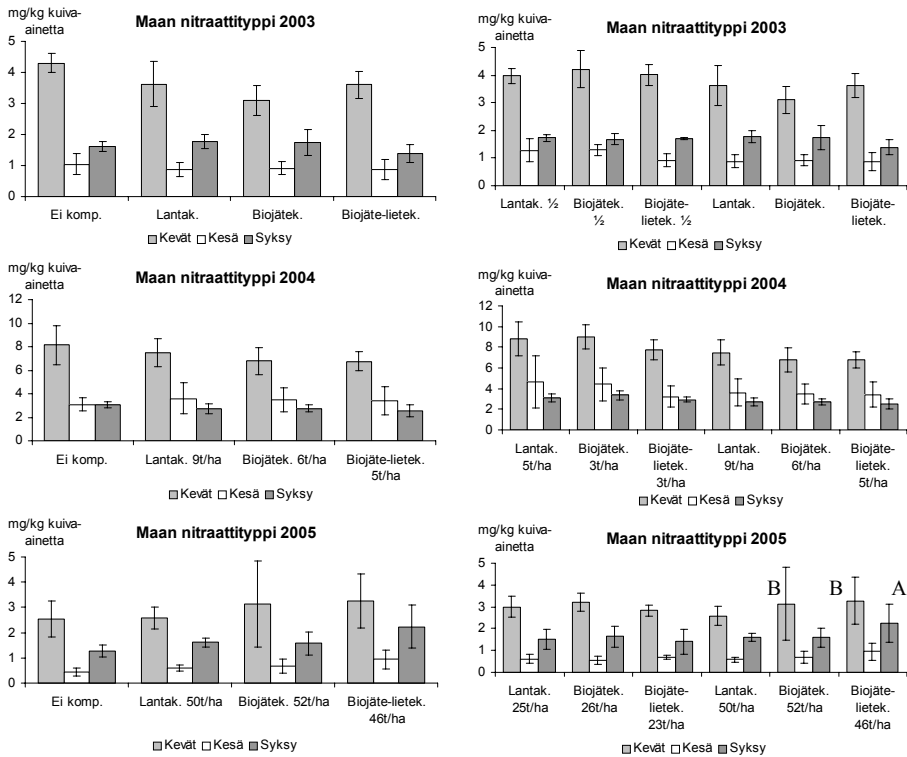 mg/kg kuiva-
ainetta
Maan nitraattityppi 2003
5
4
3
2
1
0
Ei komp. Lantak. Biojätek. Biojäte-lietek.
Kevät Kesä Syksy
mg/kg kuiva-
ainetta
Maan nitraattityppi 2003
5
4
3
2
1
0
Lantak. ½ Biojätek. Biojäte- Lantak. Biojätek. Biojäte-
½ lietek. ½ lietek.
Kevät Kesä Syksy
mg/kg kuiva-
ainetta
Maan nitraattityppi 2004
12
10
8
6
4
2
0
Ei komp. Lantak. 9t/ha Biojätek. 6t/ha Biojäte-lietek.
5t/ha
Kevät Kesä Syksy
mg/kg kuiva-
ainetta
Maan nitraattityppi 2004
12
10
8
6
4
2
0
Lantak. Biojätek. Biojäte- Lantak. Biojätek. Biojäte-
5t/ha 3t/ha lietek. 9t/ha 6t/ha lietek.
3t/ha 5t/ha
Kevät Kesä Syksy
mg/kg kuiva-
ainetta
Maan nitraattityppi 2005
5
4
3
2
1
0
Ei komp. Lantak. 50t/ha Biojätek. 52t/ha Biojäte-lietek.
46t/ha
Kevät Kesä Syksy
mg/kg kuiva-
ainetta
Maan nitraattityppi 2005
5
4
B B A
3
2
1
0
Lantak. Biojätek. Biojäte- Lantak. Biojätek. Biojäte-
25t/ha 26t/ha lietek. 50t/ha 52t/ha lietek.
23t/ha 46t/ha
Kevät Kesä Syksy